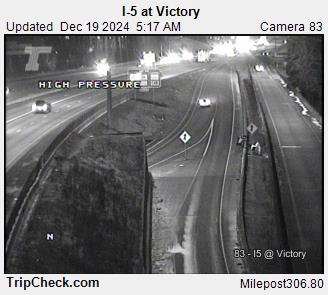 I-5 at Victory
Updated Dec 19 2024 5:17 AM Camera 83
HIGH PRESSURE
N
83 - I5 @ Victory
TripCheck.com Milepost306.80